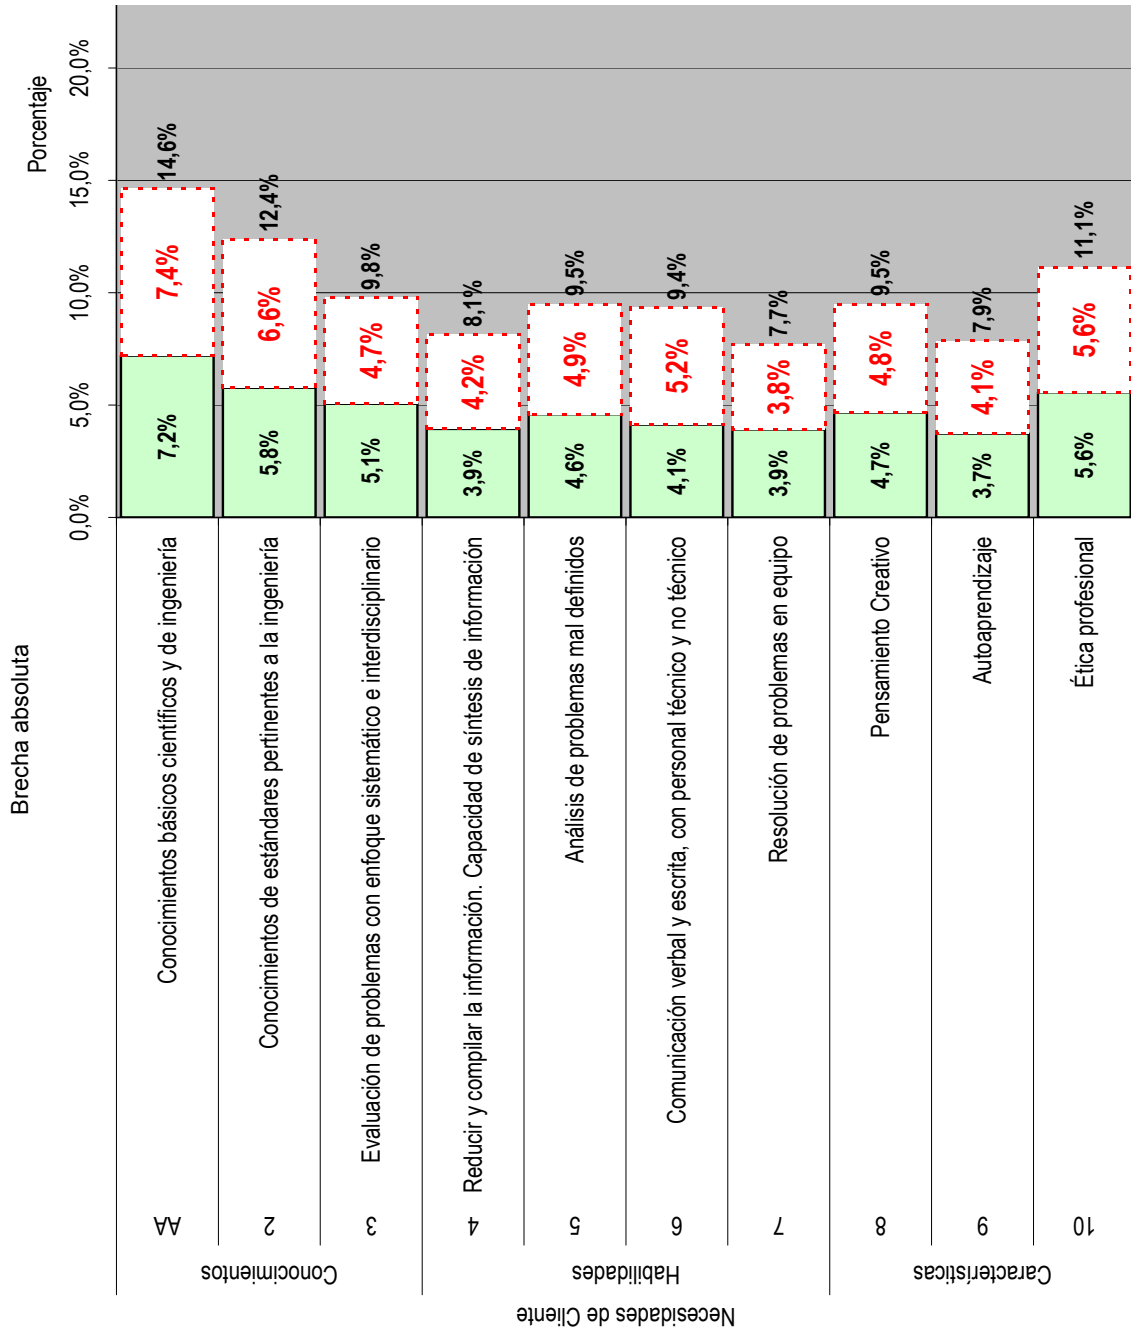 Brecha absoluta
Porcentaje
0,0%
5,0%
10,0%
15,0%
20,0%
Necesidades de Cliente
Conocimientos
AA
Conocimientos básicos científicos y de ingeniería
7,2%
7,4%
14,6%
2
Conocimientos de estándares pertinentes a la ingeniería
5,8%
6,6%
12,4%
3
Evaluación de problemas con enfoque sistemático e interdisciplinario
5,1%
4,7%
9,8%
Habilidades
4
Reducir y compilar la información. Capacidad de síntesis de información
3,9%
4,2%
8,1%
5
Análisis de problemas mal definidos
4,6%
4,9%
9,5%
6
Comunicación verbal y escrita, con personal técnico y no técnico
4,1%
5,2%
9,4%
7
Resolución de problemas en equipo
3,9%
3,8%
7,7%
Características
8
Pensamiento Creativo
4,7%
4,8%
9,5%
9
Autoaprendizaje
3,7%
4,1%
7,9%
10
Ética profesional
5,6%
5,6%
11,1%